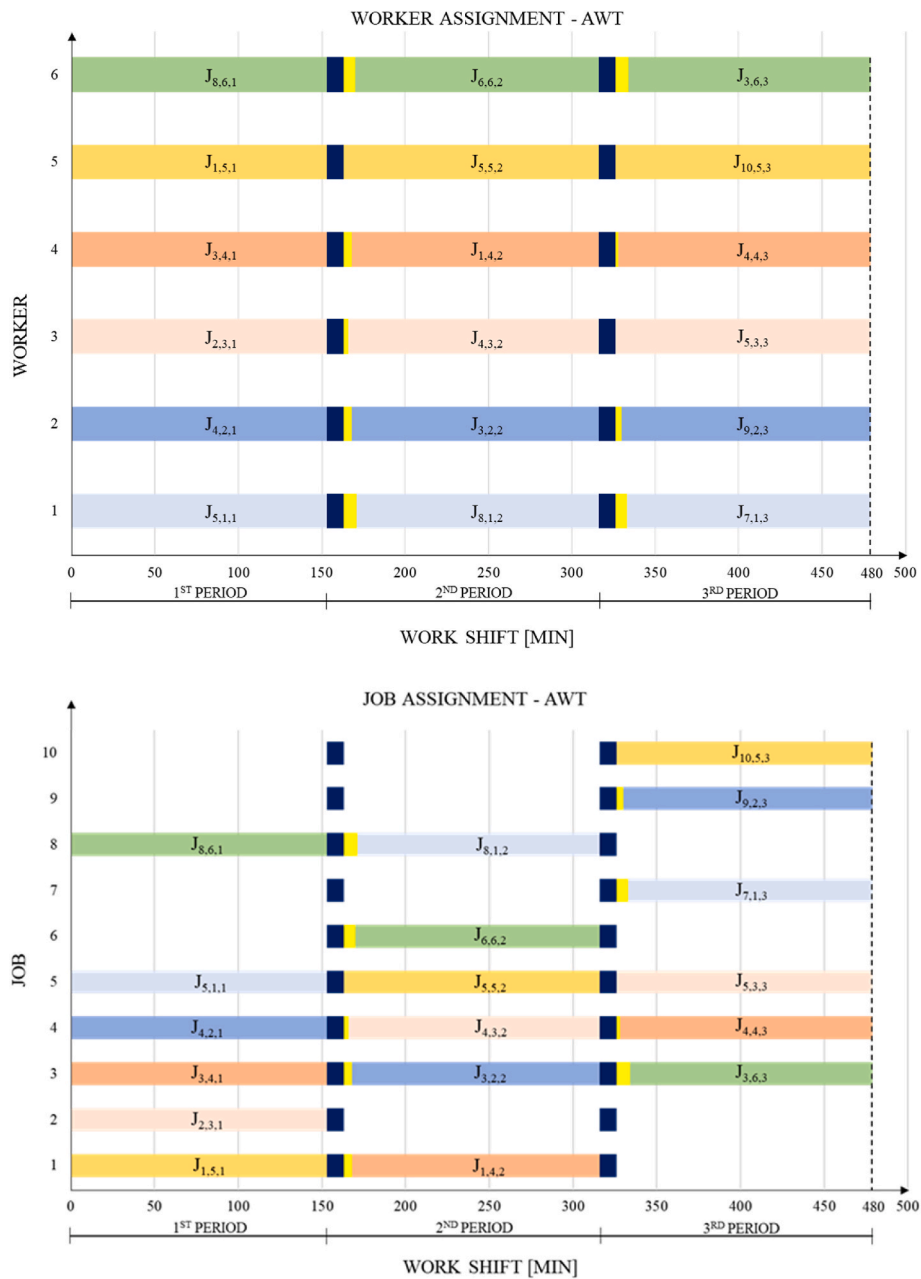 WORKER ASSIGNMENT - AWT
6 J8,6,1 J6,6,2 J3,6,3
5 J1,5,1 J5,5,2 J10,5,3
4 J3,4,1 J1,4,2 J4,4,3
3 J2,3,1 J4,3,2 J5,3,3
2 J4,2,1 J3,2,2 J9,2,3
1 J5,1,1 J8,1,2 J7,1,3
WORKER
0 50 100 150 200 250 300 350 400 450 480 500
1ST PERIOD 2ND PERIOD 3RD PERIOD
WORK SHIFT [MIN]
JOB ASSIGNMENT - AWT
10 J10,5,3
9 J9,2,3
8 J8,6,1 J8,1,2
7 J7,1,3
6 J6,6,2
5 J5,1,1 J5,5,2 J5,3,3
4 J4,2,1 J4,3,2 J4,4,3
3 J3,4,1 J3,2,2 J3,6,3
2 J2,3,1
1 J1,5,1 J1,4,2
JOB
0 50 100 150 200 250 300 350 400 450 480 500
1ST PERIOD 2ND PERIOD 3RD PERIOD
WORK SHIFT [MIN]